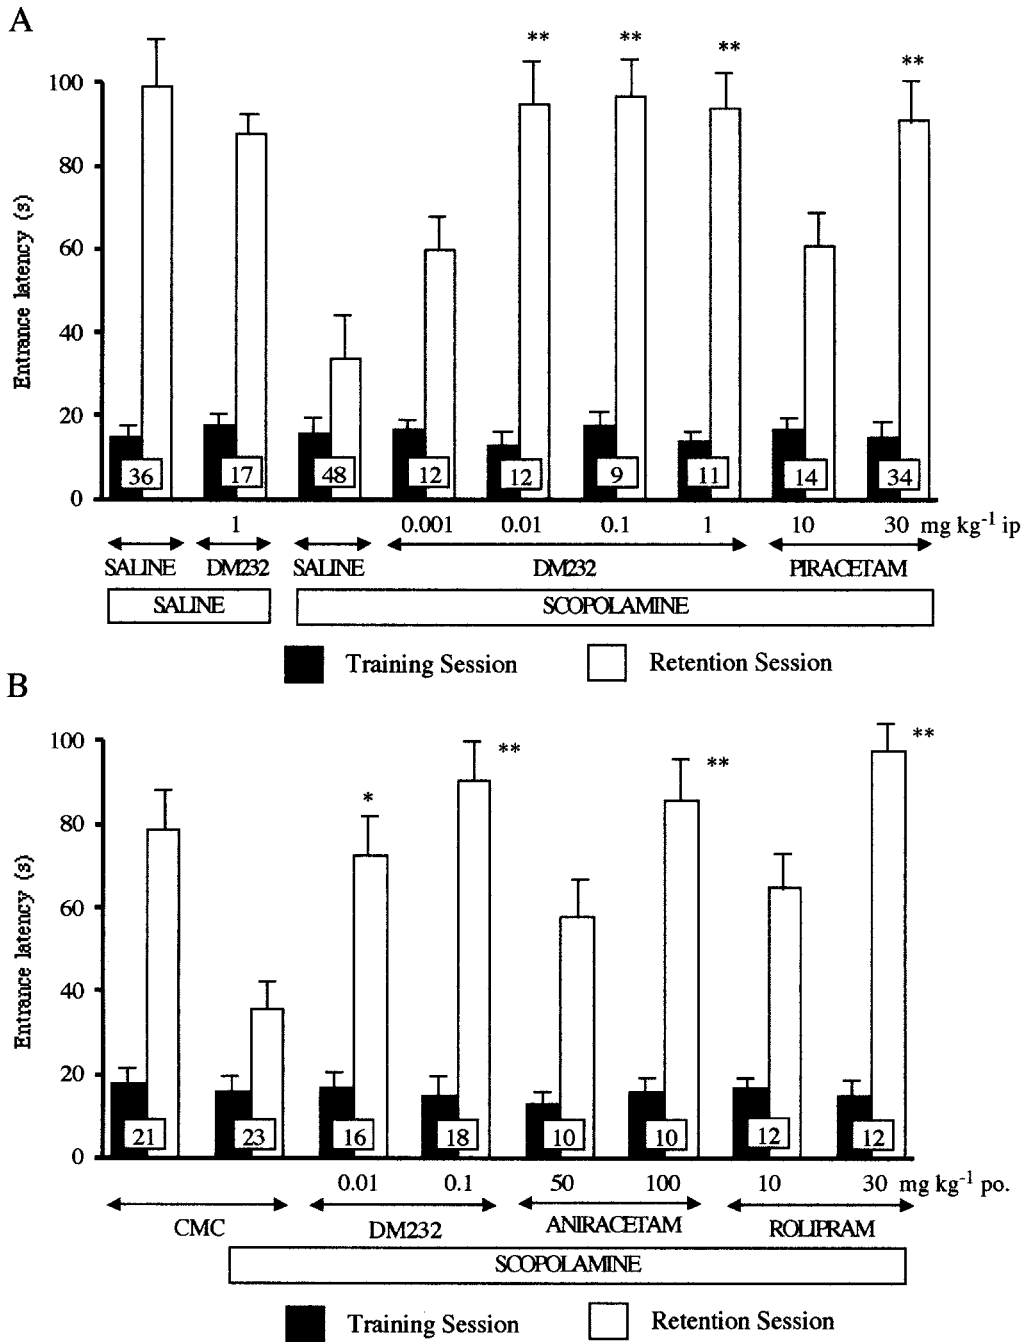 A
** ** ** **
100
80
60
40
20
0
Entrance latency (s)
36 17 48 12 12 9 11 14 34
1 0.001 0.01 0.1 1 10 30 mg kg⁻¹ ip
SALINE DM232 SALINE DM232 PIRACETAM
SALINE SCOPOLAMINE
Training Session Retention Session
B
* ** ** **
100
80
60
40
20
0
Entrance latency (s)
21 23 16 18 10 10 12 12
0.01 0.1 50 100 10 30 mg kg⁻¹ po.
CMC DM232 ANIRACETAM ROLIPRAM
SCOPOLAMINE
Training Session Retention Session